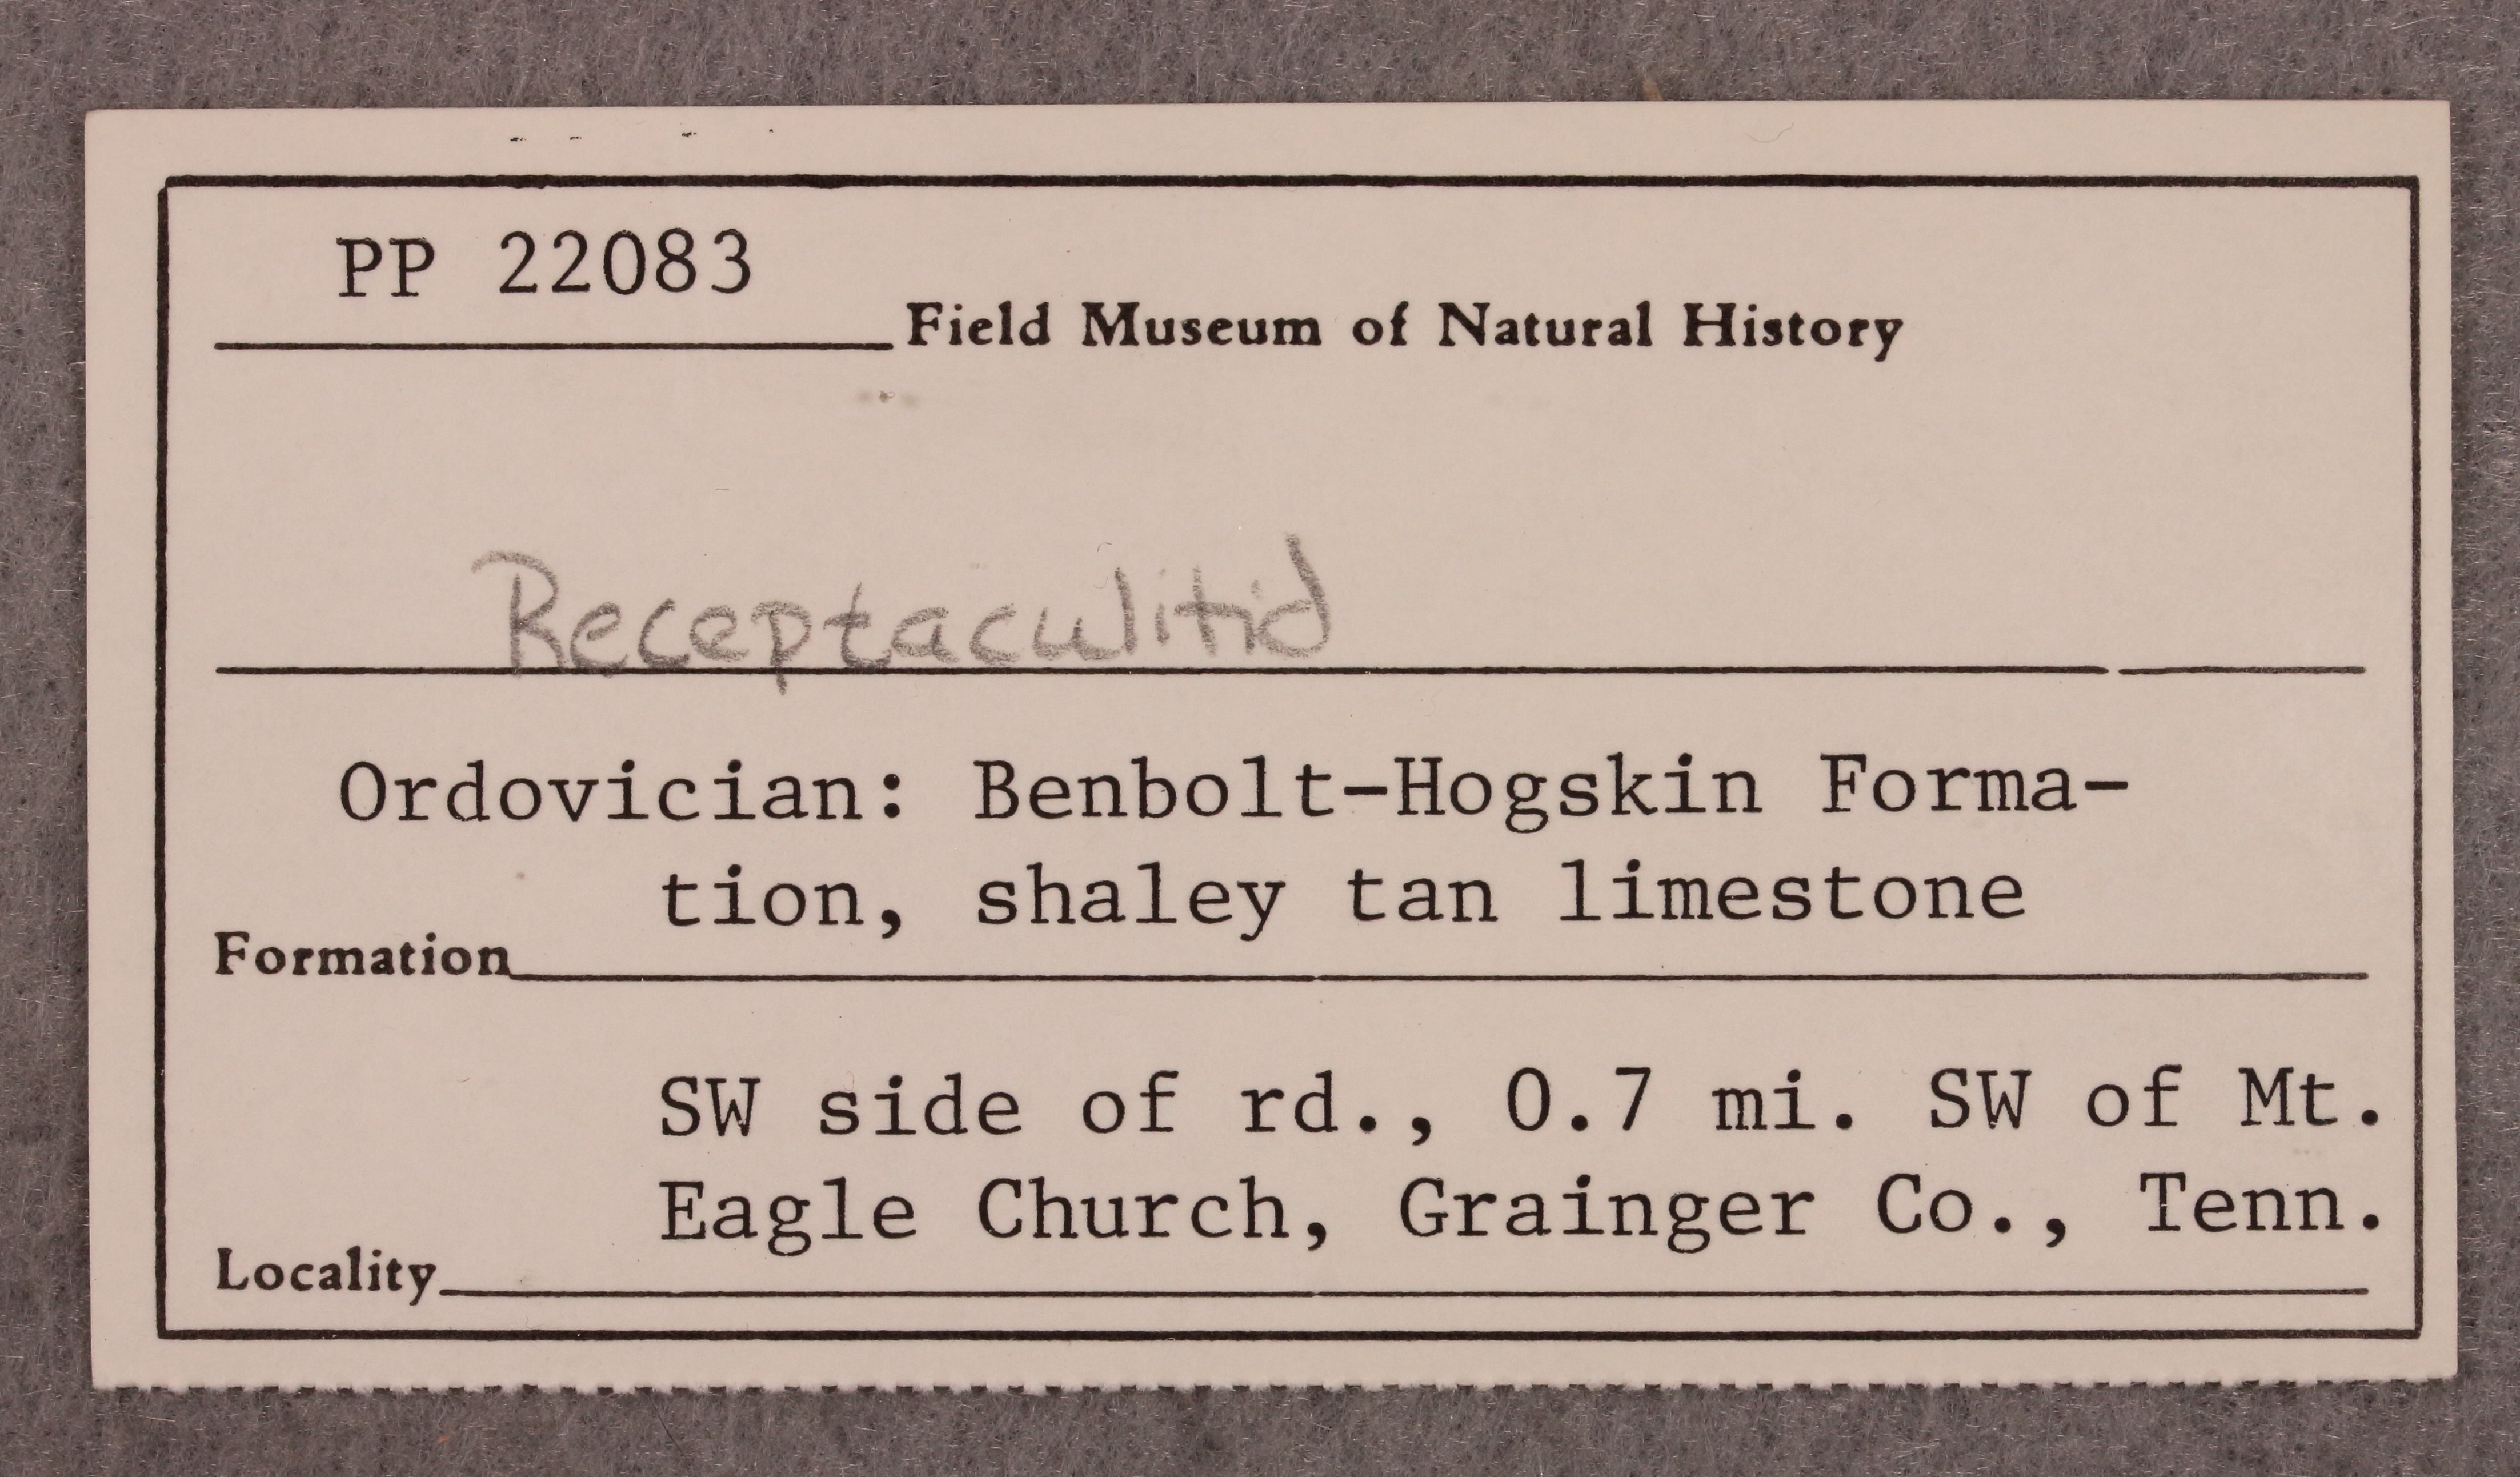 PP 22083
Field Museum of Natural History
Receptaculitid
Ordovician: Benbolt-Hogskin Forma-
tion, shaley tan limestone
Formation
SW side of rd., 0.7 mi. SW of Mt.
Eagle Church, Grainger Co., Tenn.
Locality